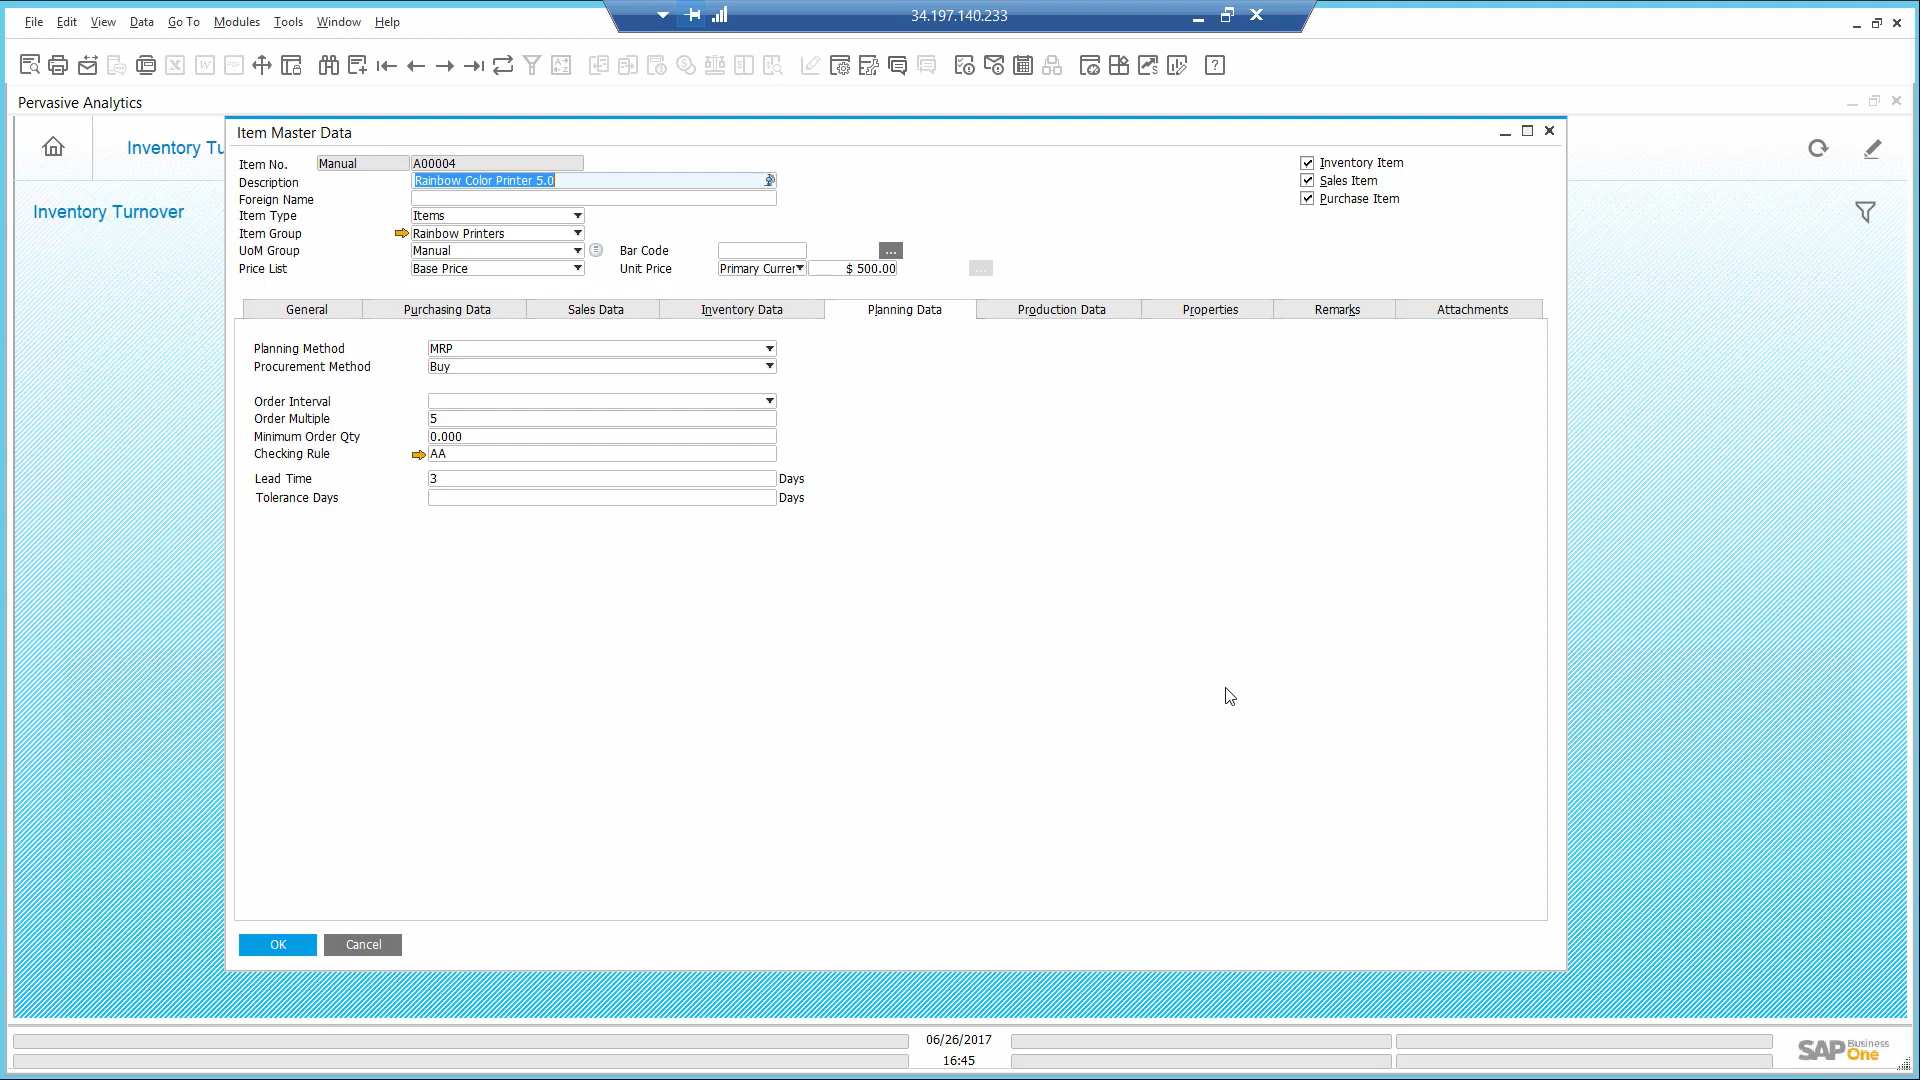 34.197.140.233
File Edit View Data Go To Modules Tools Window Help
Pervasive Analytics
Inventory Tu
Inventory Turnover
Item Master Data
Item No. Manual A00004
Description Rainbow Color Printer 5.0
Foreign Name
Item Type Items
Item Group Rainbow Printers
UoM Group Manual Bar Code ...
Price List Base Price Unit Price Primary Currer $ 500.00 ...
Inventory Item
Sales Item
Purchase Item
General Purchasing Data Sales Data Inventory Data Planning Data Production Data Properties Remarks Attachments
Planning Method MRP
Procurement Method Buy
Order Interval
Order Multiple 5
Minimum Order Qty 0.000
Checking Rule AA
Lead Time 3 Days
Tolerance Days Days
OK Cancel
06/26/2017
16:45
SAP Business One